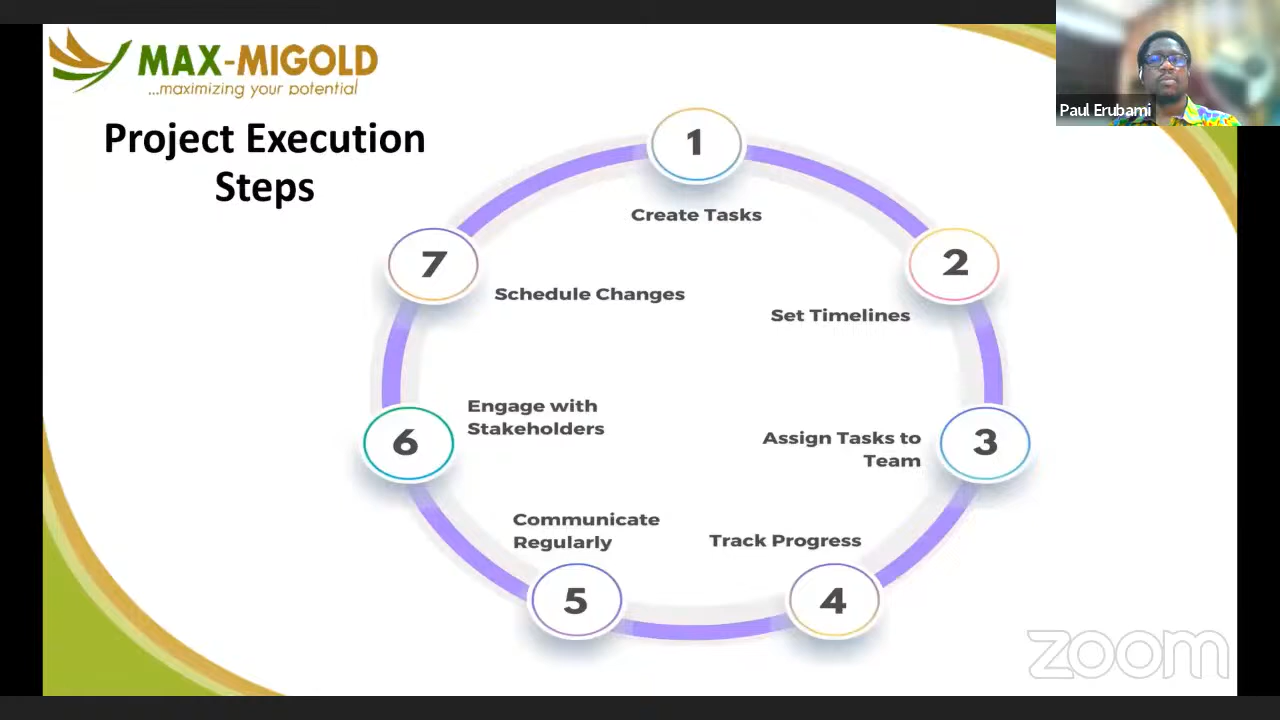 MAX-MIGOLD
...maximizing your potential
Paul Erubami
Project Execution
Steps
1
Create Tasks
2
Set Timelines
3
Assign Tasks to
Team
4
Track Progress
5
Communicate
Regularly
6
Engage with
Stakeholders
7
Schedule Changes
zoom